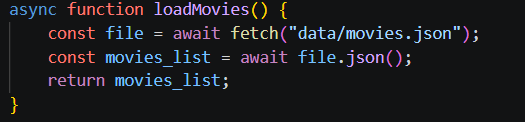 async function loadMovies() {
    const file = await fetch("data/movies.json");
    const movies_list = await file.json();
    return movies_list;
}